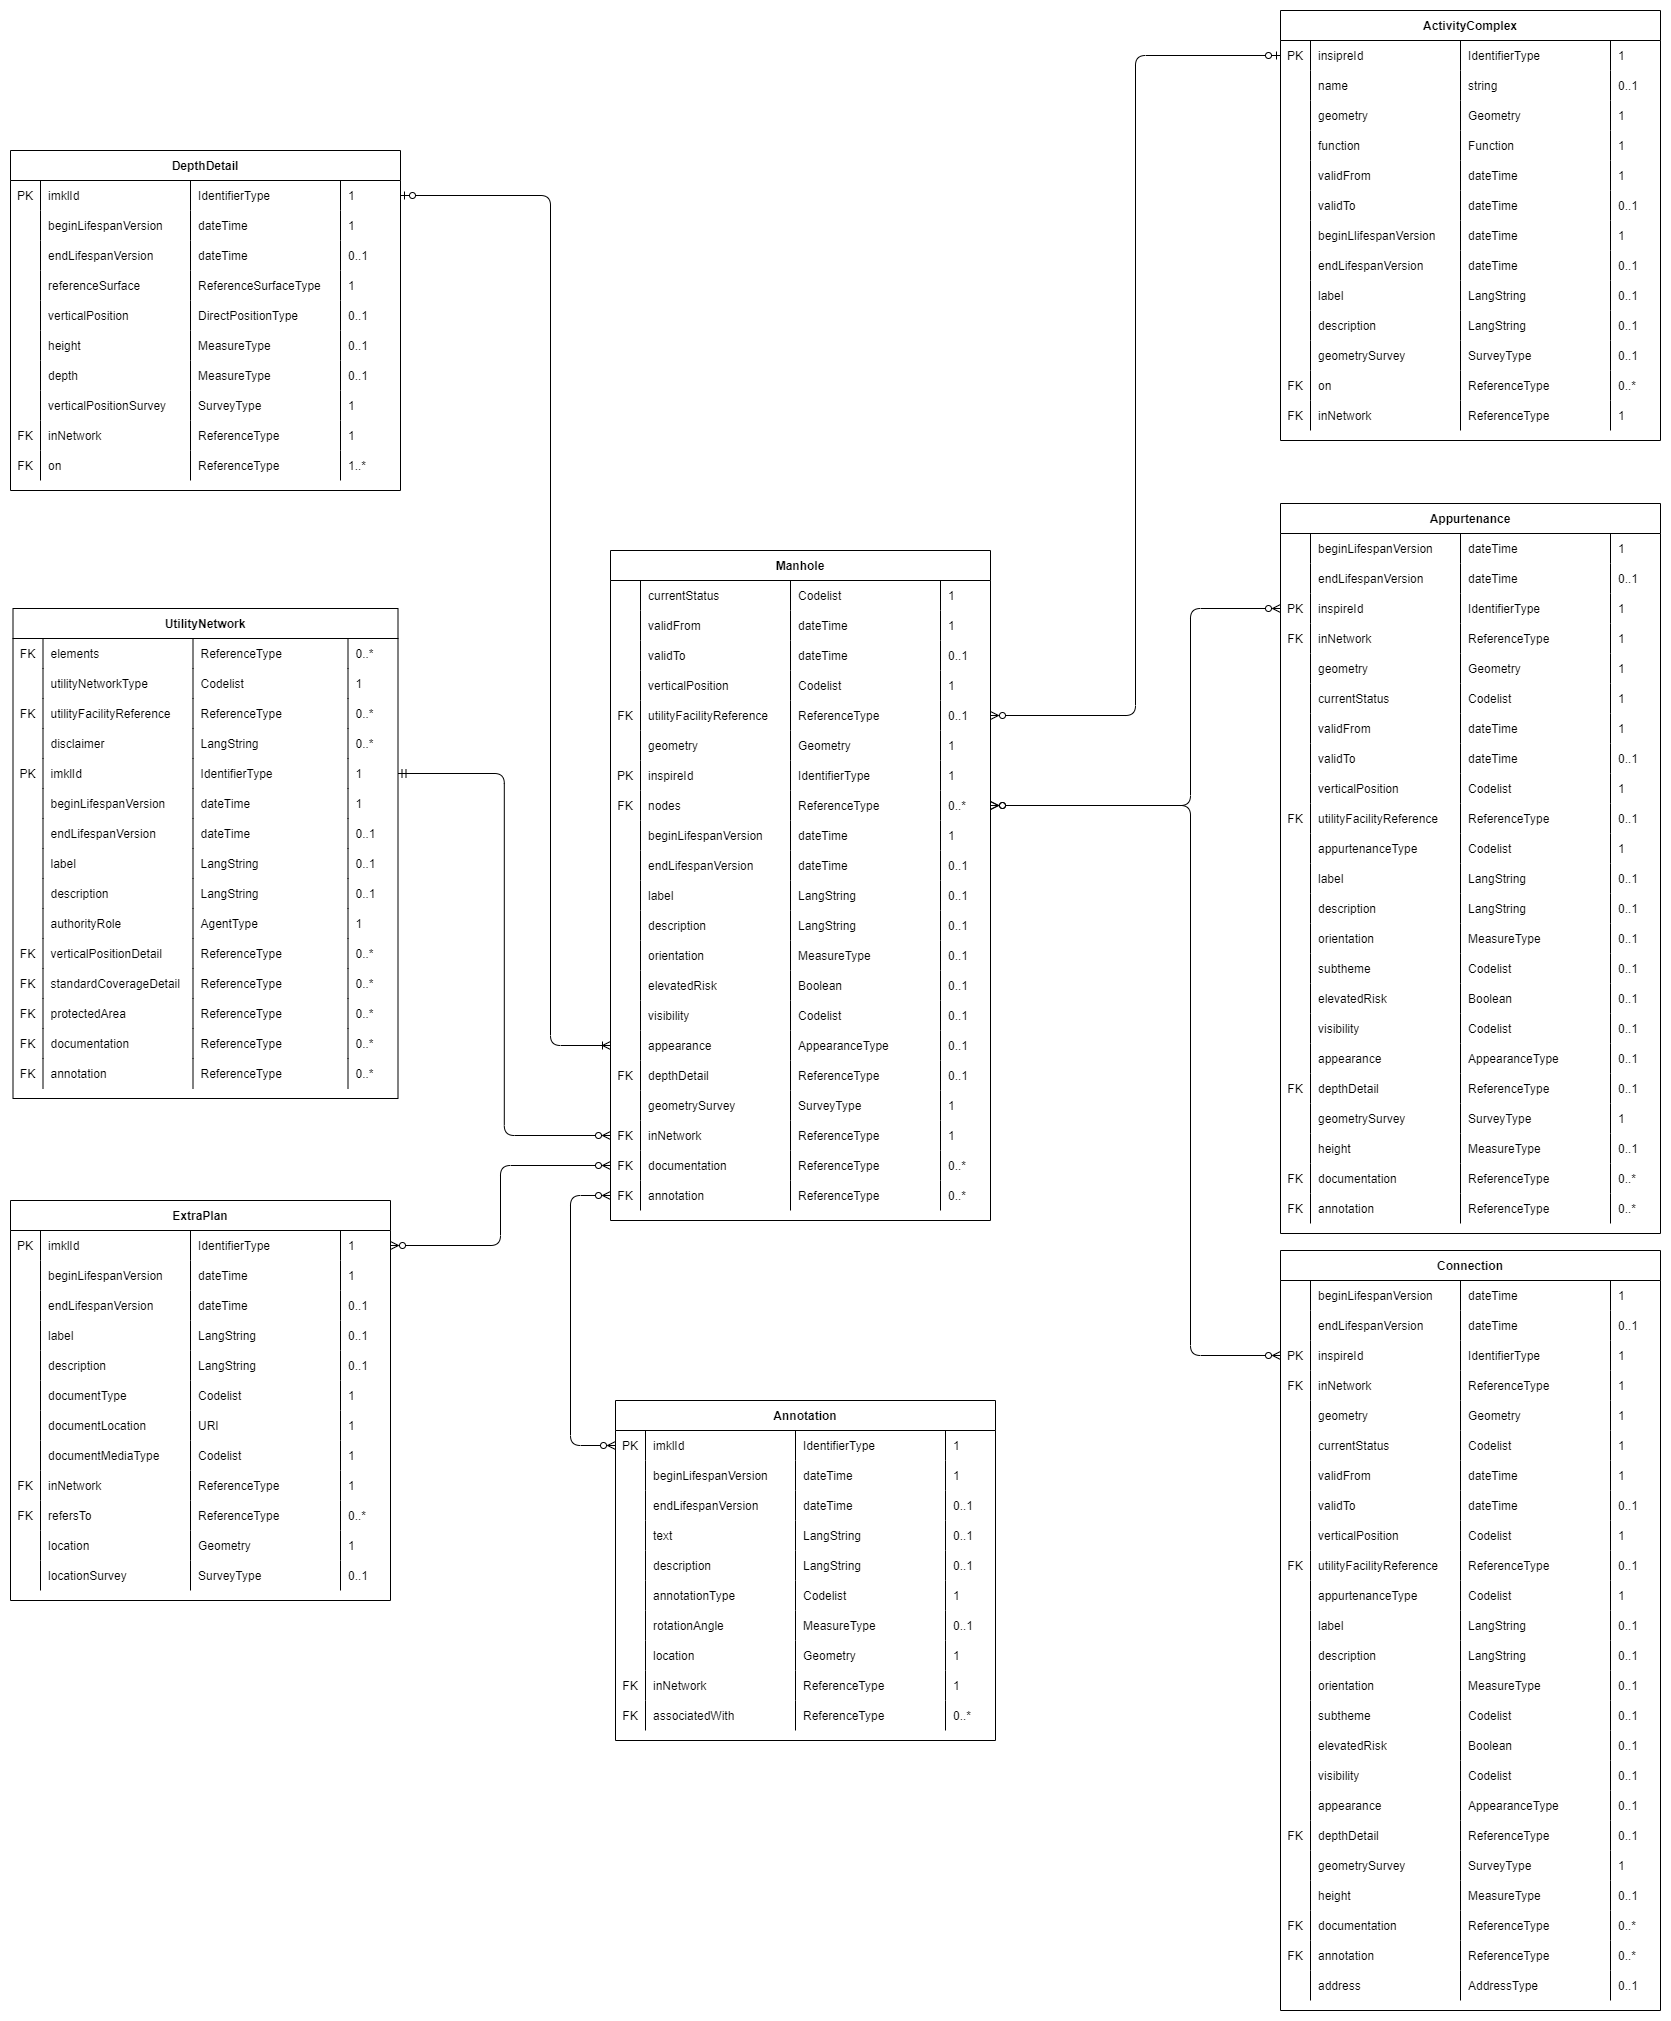 ActivityComplex
PK insipreId IdentifierType 1
name string 0..1
geometry Geometry 1
function Function 1
validFrom dateTime 1
validTo dateTime 0..1
beginLlifespanVersion dateTime 1
endLifespanVersion dateTime 0..1
label LangString 0..1
description LangString 0..1
geometrySurvey SurveyType 0..1
FK on ReferenceType 0..*
FK inNetwork ReferenceType 1
DepthDetail
PK imklId IdentifierType 1
beginLifespanVersion dateTime 1
endLifespanVersion dateTime 0..1
referenceSurface ReferenceSurfaceType 1
verticalPosition DirectPositionType 0..1
height MeasureType 0..1
depth MeasureType 0..1
verticalPositionSurvey SurveyType 1
FK inNetwork ReferenceType 1
FK on ReferenceType 1..*
UtilityNetwork
FK elements ReferenceType 0..*
utilityNetworkType Codelist 1
FK utilityFacilityReference ReferenceType 0..*
disclaimer LangString 0..*
PK imklId IdentifierType 1
beginLifespanVersion dateTime 1
endLifespanVersion dateTime 0..1
label LangString 0..1
description LangString 0..1
authorityRole AgentType 1
FK verticalPositionDetail ReferenceType 0..*
FK standardCoverageDetail ReferenceType 0..*
FK protectedArea ReferenceType 0..*
FK documentation ReferenceType 0..*
FK annotation ReferenceType 0..*
Manhole
currentStatus Codelist 1
validFrom dateTime 1
validTo dateTime 0..1
verticalPosition Codelist 1
FK utilityFacilityReference ReferenceType 0..1
geometry Geometry 1
PK inspireId IdentifierType 1
FK nodes ReferenceType 0..*
beginLifespanVersion dateTime 1
endLifespanVersion dateTime 0..1
label LangString 0..1
description LangString 0..1
orientation MeasureType 0..1
elevatedRisk Boolean 0..1
visibility Codelist 0..1
appearance AppearanceType 0..1
FK depthDetail ReferenceType 0..1
geometrySurvey SurveyType 1
FK inNetwork ReferenceType 1
FK documentation ReferenceType 0..*
FK annotation ReferenceType 0..*
Appurtenance
beginLifespanVersion dateTime 1
endLifespanVersion dateTime 0..1
PK inspireId IdentifierType 1
FK inNetwork ReferenceType 1
geometry Geometry 1
currentStatus Codelist 1
validFrom dateTime 1
validTo dateTime 0..1
verticalPosition Codelist 1
FK utilityFacilityReference ReferenceType 0..1
appurtenanceType Codelist 1
label LangString 0..1
description LangString 0..1
orientation MeasureType 0..1
subtheme Codelist 0..1
elevatedRisk Boolean 0..1
visibility Codelist 0..1
appearance AppearanceType 0..1
FK depthDetail ReferenceType 0..1
geometrySurvey SurveyType 1
height MeasureType 0..1
FK documentation ReferenceType 0..*
FK annotation ReferenceType 0..*
ExtraPlan
PK imklId IdentifierType 1
beginLifespanVersion dateTime 1
endLifespanVersion dateTime 0..1
label LangString 0..1
description LangString 0..1
documentType Codelist 1
documentLocation URI 1
documentMediaType Codelist 1
FK inNetwork ReferenceType 1
FK refersTo ReferenceType 0..*
location Geometry 1
locationSurvey SurveyType 0..1
Annotation
PK imklId IdentifierType 1
beginLifespanVersion dateTime 1
endLifespanVersion dateTime 0..1
text LangString 0..1
description LangString 0..1
annotationType Codelist 1
rotationAngle MeasureType 0..1
location Geometry 1
FK inNetwork ReferenceType 1
FK associatedWith ReferenceType 0..*
Connection
beginLifespanVersion dateTime 1
endLifespanVersion dateTime 0..1
PK inspireId IdentifierType 1
FK inNetwork ReferenceType 1
geometry Geometry 1
currentStatus Codelist 1
validFrom dateTime 1
validTo dateTime 0..1
verticalPosition Codelist 1
FK utilityFacilityReference ReferenceType 0..1
appurtenanceType Codelist 1
label LangString 0..1
description LangString 0..1
orientation MeasureType 0..1
subtheme Codelist 0..1
elevatedRisk Boolean 0..1
visibility Codelist 0..1
appearance AppearanceType 0..1
FK depthDetail ReferenceType 0..1
geometrySurvey SurveyType 1
height MeasureType 0..1
FK documentation ReferenceType 0..*
FK annotation ReferenceType 0..*
address AddressType 0..1